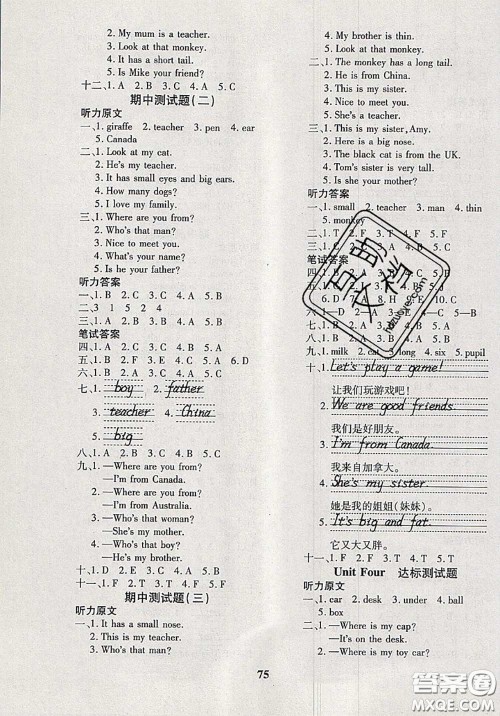 2. My mum is a teacher.
3. Look at that monkey.
4. It has a short tail.
5. Is Mike your friend?
十二、1. B 2. C 3. C 4. A 5. C
期中测试题(二)
听力原文
一、1. giraffe 2. teacher 3. pen 4. ear
5. Canada
二、1. Look at my cat.
2. He's my teacher.
3. It has small eyes and big ears.
4. How many dogs?
5. I love my family.
三、1. Where are you from?
2. Who's that man?
3. Nice to meet you.
4. What's your name?
5. Is he your father?
听力答案
一、1. B 2. C 3. C 4. A 5. B
二、3 1 5 2 4
三、1. B 2. A 3. C 4. A 5. B
笔试答案
四、1. A 2. C 3. C 4. A 5. B
五、1. B 2. F 3. C 4. A 5. E 6. D
六、1. B 2. A 3. C 4. A 5. B
七、1. boy 2. father
3. teacher 4. China
5. big
八、1. B 2. C 3. C 4. A 5. B
九、1. —Where are you from?
—I'm from Canada.
2. —Where are you from?
—I'm from Australia.
3. —Who's that woman?
—She's my mother.
4. —Who's that boy?
—He's my brother.
十、1. D 2. E 3. A 4. B 5. C
十一、1. F 2. T 3. F 4. T 5. F
期中测试题(三)
听力原文
一、1. It has a small nose.
2. This is my teacher.
3. Who's that man?
4. My brother is thin.
5. Look at that monkey.
二、1. The monkey has a long tail.
2. He is from China.
3. This is my sister.
4. Nice to meet you.
5. She's a teacher.
三、1. This is my sister, Amy.
2. Here is a big nose.
3. The black cat is from the UK.
4. Tom's sister is very tall.
5. Is she your mother?
听力答案
一、1. small 2. teacher 3. man 4. thin
5. monkey
二、1. T 2. F 3. T
三、1.
笔试答案
四、1.
五、1.
六、1.
八、1.
九、1. milk 2. eat 4. six 5. pupil
十、1. Let's play a game!
让我们玩游戏吧!
2. We are good friends.
我们是好朋友。
3. I'm from Canada.
我来自加拿大。
4. She's my sister.
她是我的姐姐(妹妹)。
5. It's big and fat.
它又大又胖。
十一、1. F 2. F 3. T 4. T 5. T
Unit Four 达标测试题
听力原文
一、1. car 2. desk 3. under 4. ball
5. box
二、1. —Where is my cap?
—It's on the desk.
2. —Where is my toy car?
75
答案圈
MXQE.COM